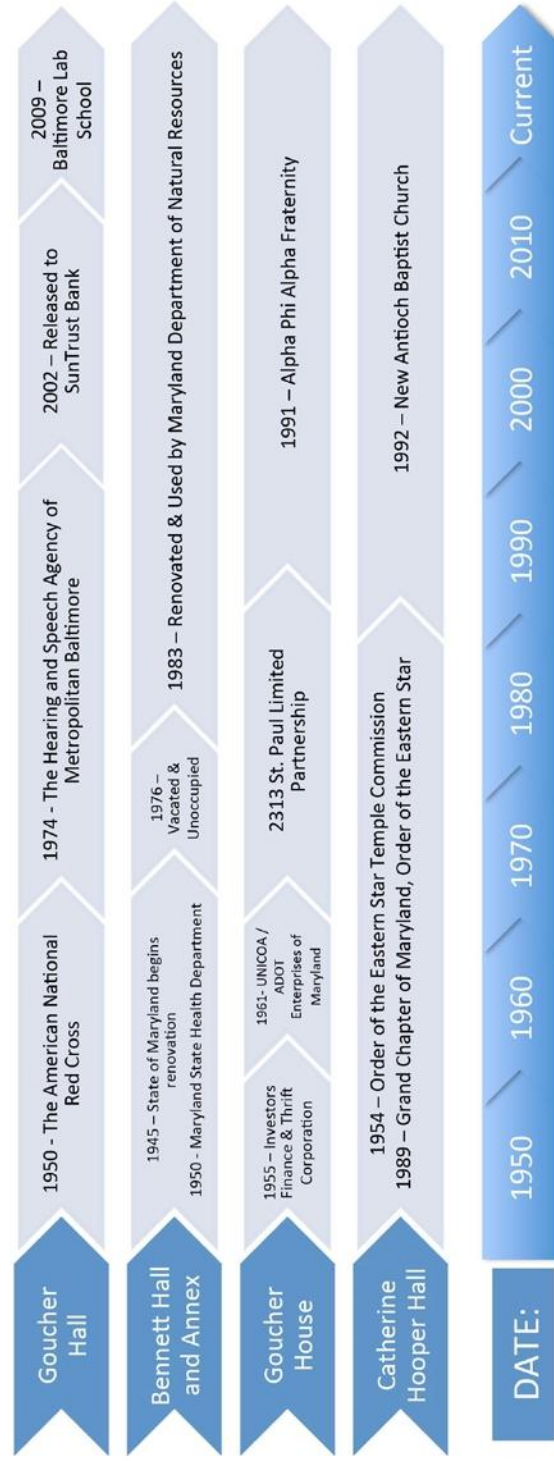 Goucher
Hall
1950 - The American National
Red Cross
1974 - The Hearing and Speech Agency of
Metropolitan Baltimore
2002 – Released to
SunTrust Bank
2009 –
Baltimore Lab
School
Bennett Hall
and Annex
1945 – State of Maryland begins
renovation
1950 - Maryland State Health Department
1976 –
Vacated &
Unoccupied
1983 – Renovated & Used by Maryland Department of Natural Resources
Goucher
House
1955 – Investors
Finance & Thrift
Corporation
1961- UNICOA /
ADOT
Enterprises of
Maryland
2313 St. Paul Limited
Partnership
1991 – Alpha Phi Alpha Fraternity
Catherine
Hooper Hall
1954 – Order of the Eastern Star Temple Commission
1989 – Grand Chapter of Maryland, Order of the Eastern Star
1992 – New Antioch Baptist Church
DATE:
1950
1960
1970
1980
1990
2000
2010
Current